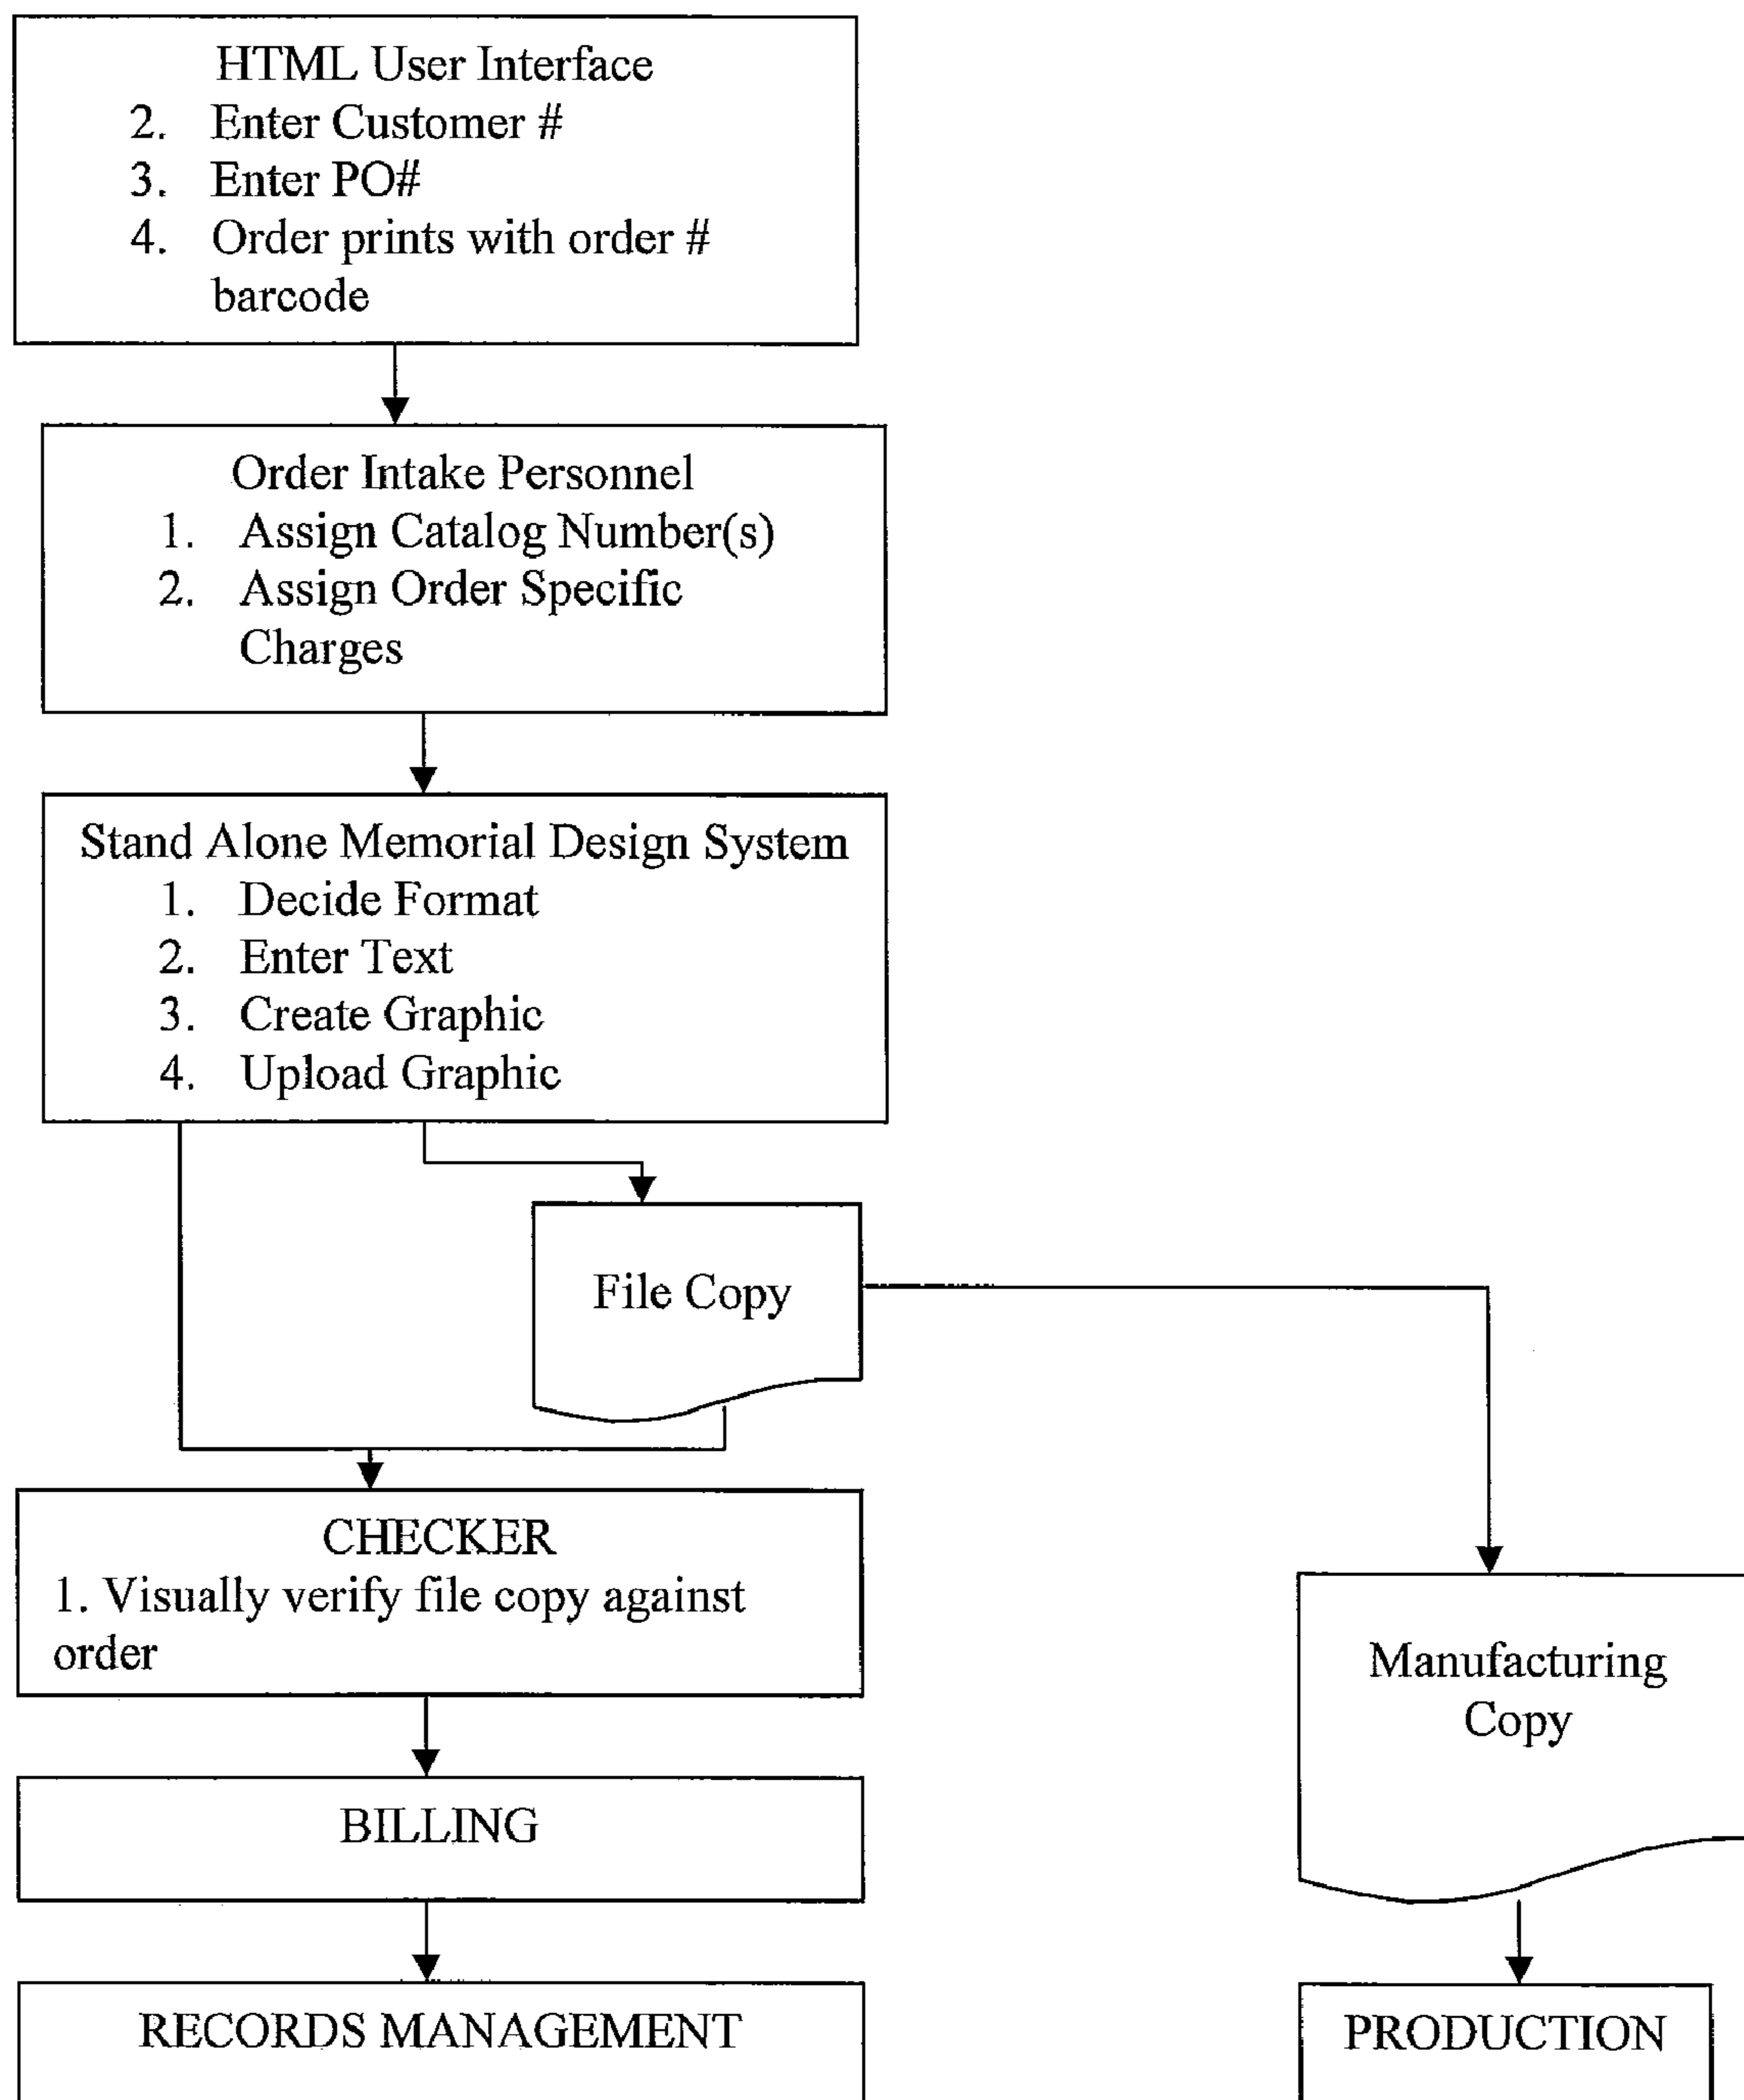 HTML User Interface
2. Enter Customer #
3. Enter PO#
4. Order prints with order #
barcode
Order Intake Personnel
1. Assign Catalog Number(s)
2. Assign Order Specific
Charges
Stand Alone Memorial Design System
1. Decide Format
2. Enter Text
3. Create Graphic
4. Upload Graphic
File Copy
CHECKER
1. Visually verify file copy against
order
Manufacturing
Copy
BILLING
RECORDS MANAGEMENT
PRODUCTION